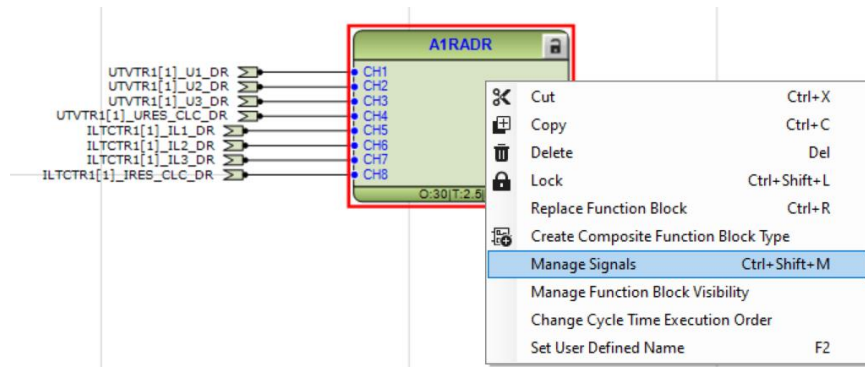 A1RADR
UTVTR1[1]_U1_DR CH1
UTVTR1[1]_U2_DR CH2
UTVTR1[1]_U3_DR CH3
UTVTR1[1]_URES_CLC_DR CH4
ILTCTR1[1]_IL1_DR CH5
ILTCTR1[1]_IL2_DR CH6
ILTCTR1[1]_IL3_DR CH7
ILTCTR1[1]_IRES_CLC_DR CH8
O:30|T:2.5|
Cut Ctrl+X
Copy Ctrl+C
Delete Del
Lock Ctrl+Shift+L
Replace Function Block Ctrl+R
Create Composite Function Block Type
Manage Signals Ctrl+Shift+M
Manage Function Block Visibility
Change Cycle Time Execution Order
Set User Defined Name F2